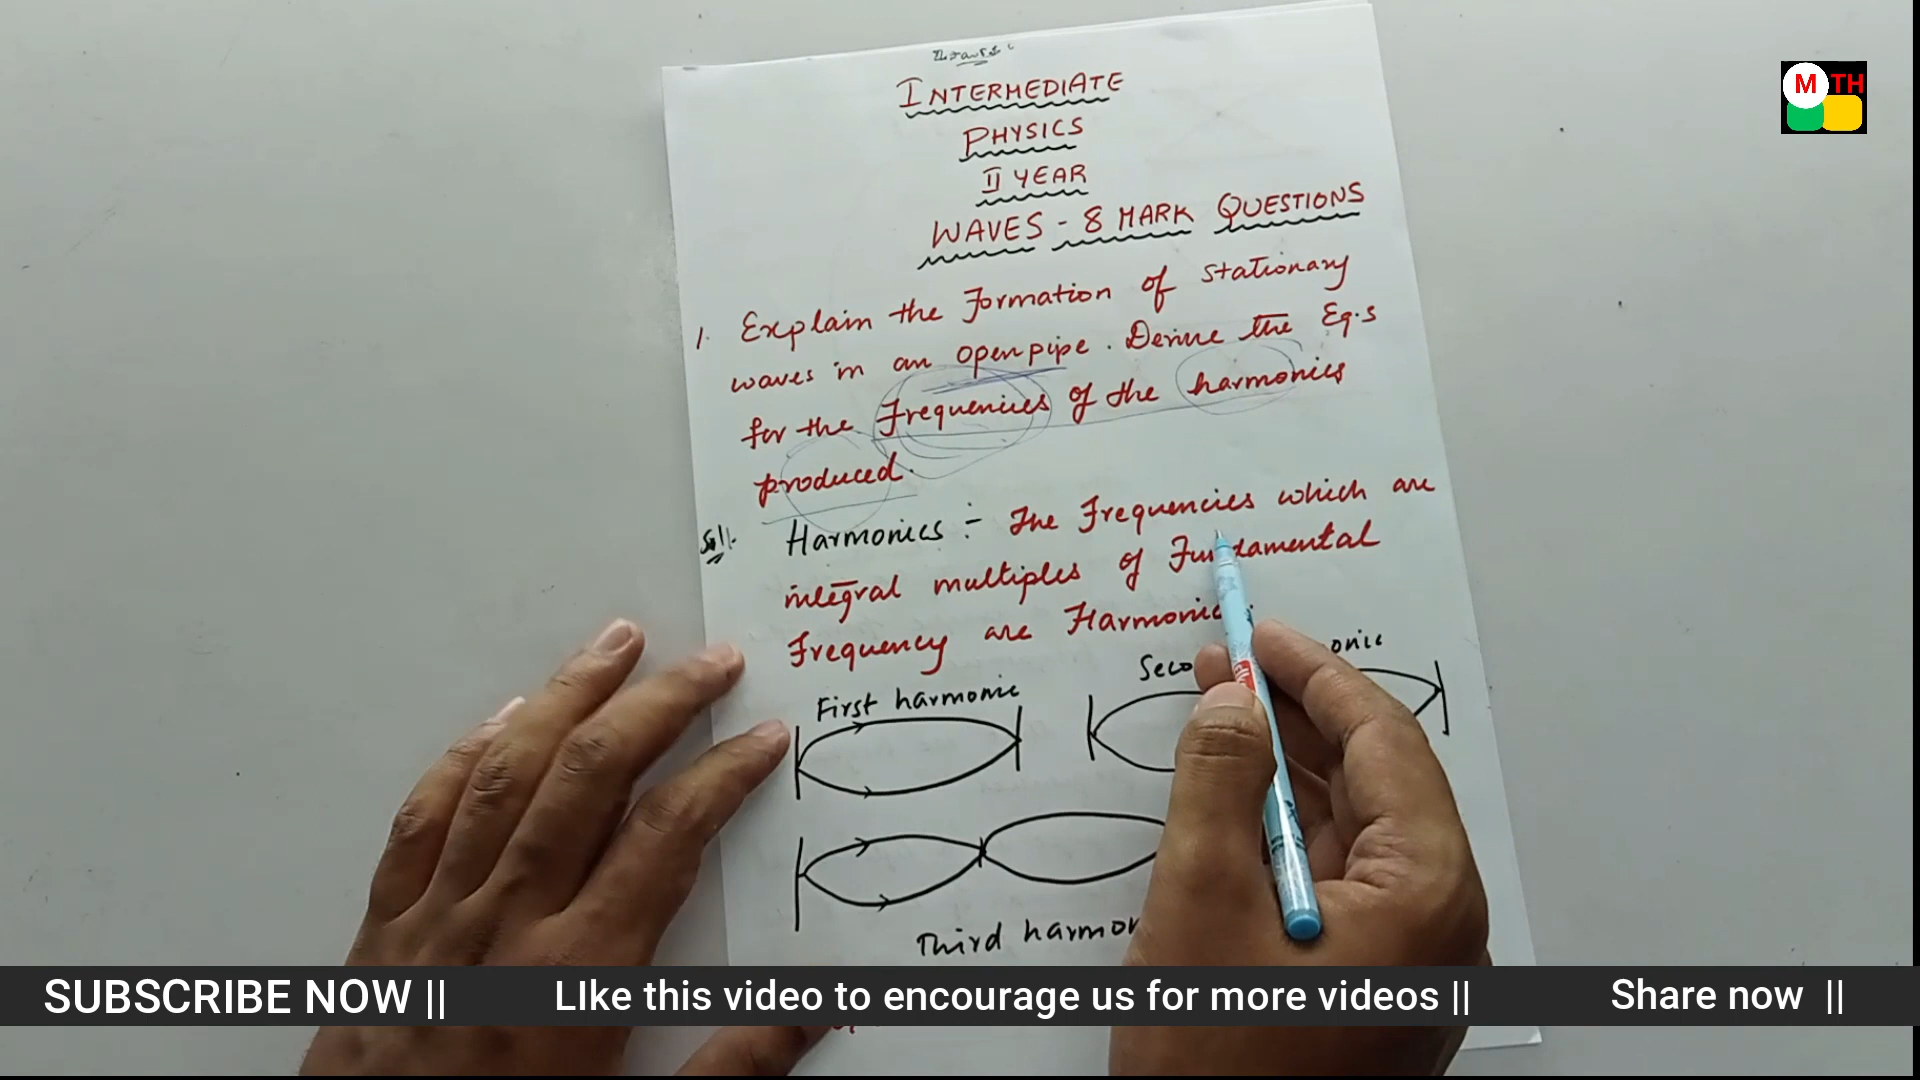 INTERMEDIATE
PHYSICS
II YEAR
WAVES - 8 MARK QUESTIONS
1. Explain the Formation of stationary
waves in an open pipe. Derive the Eq.s
for the Frequencies of the harmonics
produced.
Sol:- Harmonics :- The Frequencies which are
integral multiples of Fundamental
Frequency are Harmonic
First harmonic
Third harmon
M TH
SUBSCRIBE NOW || LIke this video to encourage us for more videos || Share now ||